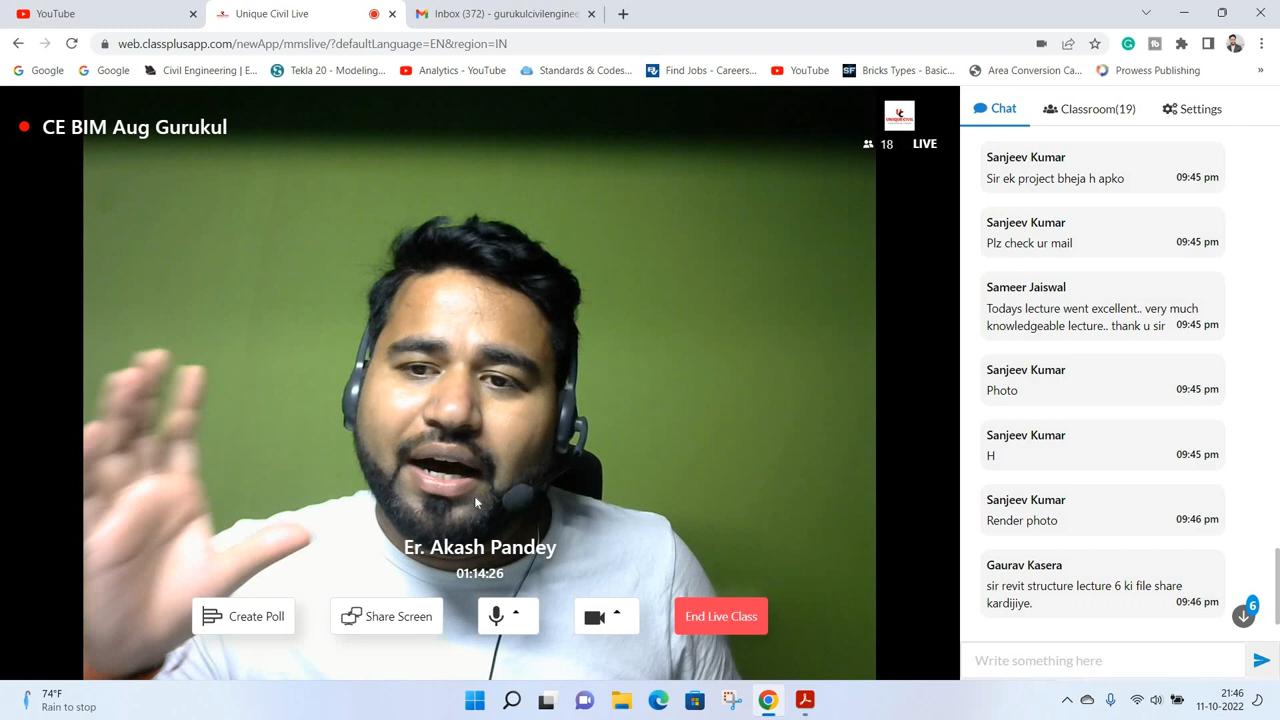 YouTube
Unique Civil Live
Inbox (372) - gurukulcivilenginee
web.classplusapp.com/newApp/mmslive/?defaultLanguage=EN&region=IN
Google
Google
Civil Engineering | E...
Tekla 20 - Modeling...
Analytics - YouTube
Standards & Codes...
Find Jobs - Careers...
YouTube
SF
Bricks Types - Basic...
Area Conversion Ca...
Prowess Publishing
»
CE BIM Aug Gurukul
UNIQUE CIVIL
18 LIVE
Er. Akash Pandey
01:14:26
Create Poll
Share Screen
End Live Class
Chat
Classroom(19)
Settings
Sanjeev Kumar
Sir ek project bheja h apko 09:45 pm
Sanjeev Kumar
Plz check ur mail 09:45 pm
Sameer Jaiswal
Todays lecture went excellent.. very much
knowledgeable lecture.. thank u sir 09:45 pm
Sanjeev Kumar
Photo 09:45 pm
Sanjeev Kumar
H 09:45 pm
Sanjeev Kumar
Render photo 09:46 pm
Gaurav Kasera
sir revit structure lecture 6 ki file share
kardijiye. 09:46 pm
6
Write something here
74°F
Rain to stop
21:46
11-10-2022